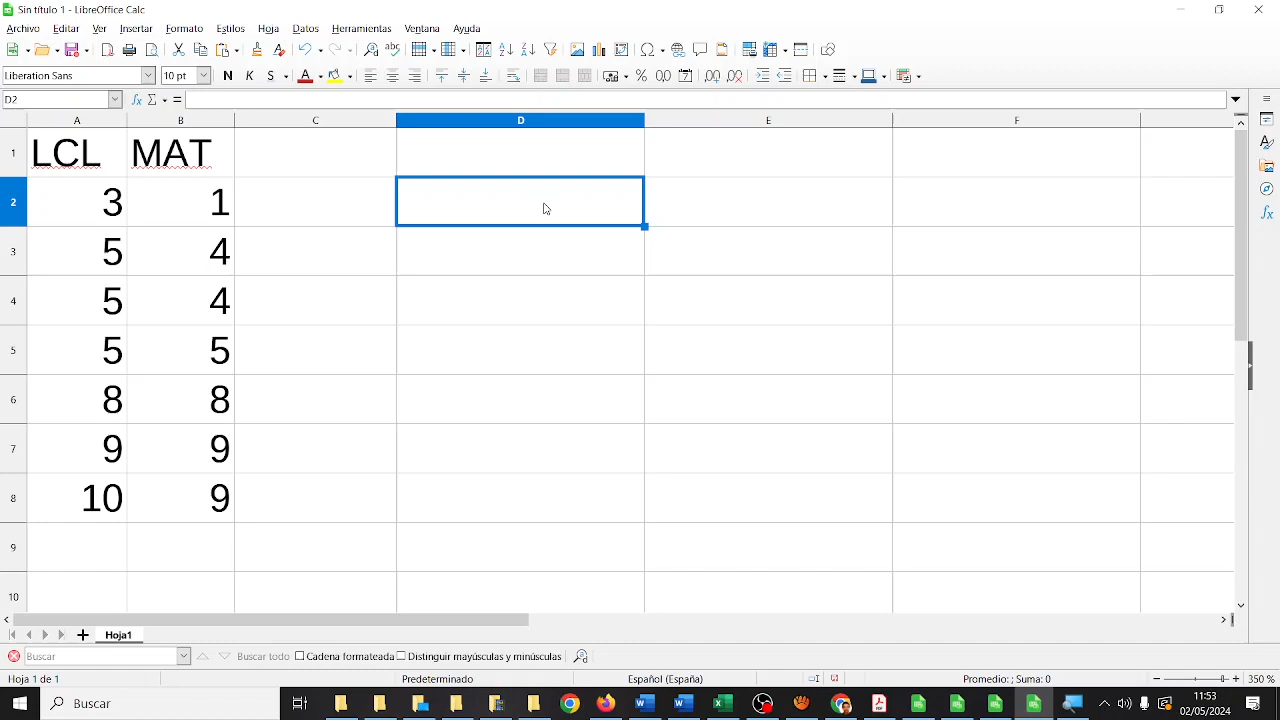 Sin título 1 - LibreOffice Calc
Archivo Editar Ver Insertar Formato Estilos Hoja Datos Herramientas Ventana Ayuda
Liberation Sans 10 pt N K S
D2
A B C D E F
1 LCL MAT
2 3 1
3 5 4
4 5 4
5 5 5
6 8 8
7 9 9
8 10 9
9
10
Hoja1
Buscar Buscar todo Cadena formateada Distinguir mayúsculas y minúsculas
Hoja 1 de 1 Predeterminado Español (España) Promedio: ; Suma: 0 350 %
Buscar 11:53
02/05/2024